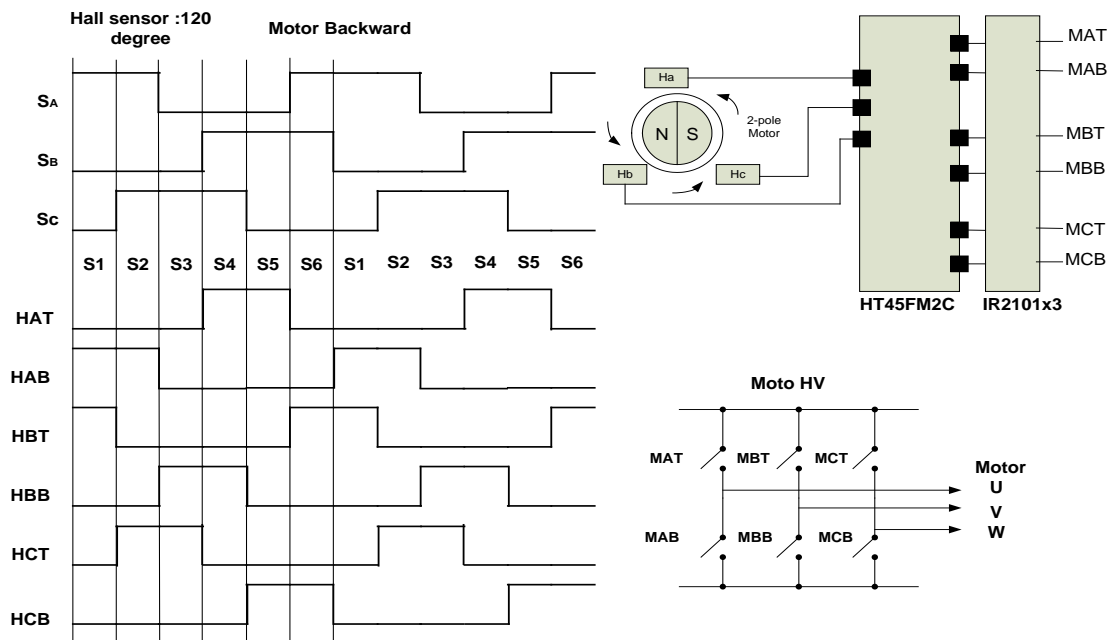 Hall sensor :120
degree
Motor Backward
SA
SB
Sc
S1 S2 S3 S4 S5 S6 S1 S2 S3 S4 S5 S6
HAT
HAB
HBT
HBB
HCT
HCB
Ha
N S
2-pole
Motor
Hb
Hc
MAT
MAB
MBT
MBB
MCT
MCB
HT45FM2C
IR2101x3
Moto HV
MAT
MBT
MCT
Motor
U
V
W
MAB
MBB
MCB